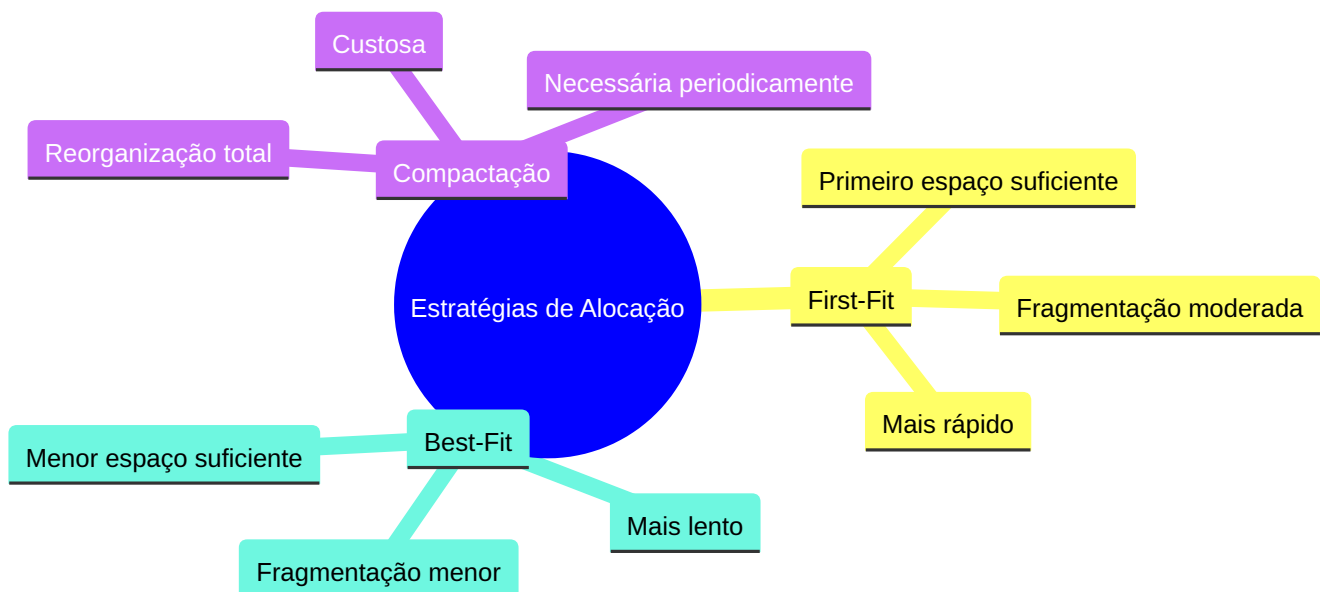 Custosa
Necessária periodicamente
Reorganização total
Compactação
Primeiro espaço suficiente
Estratégias de Alocação
First-Fit
Fragmentação moderada
Mais rápido
Best-Fit
Menor espaço suficiente
Mais lento
Fragmentação menor